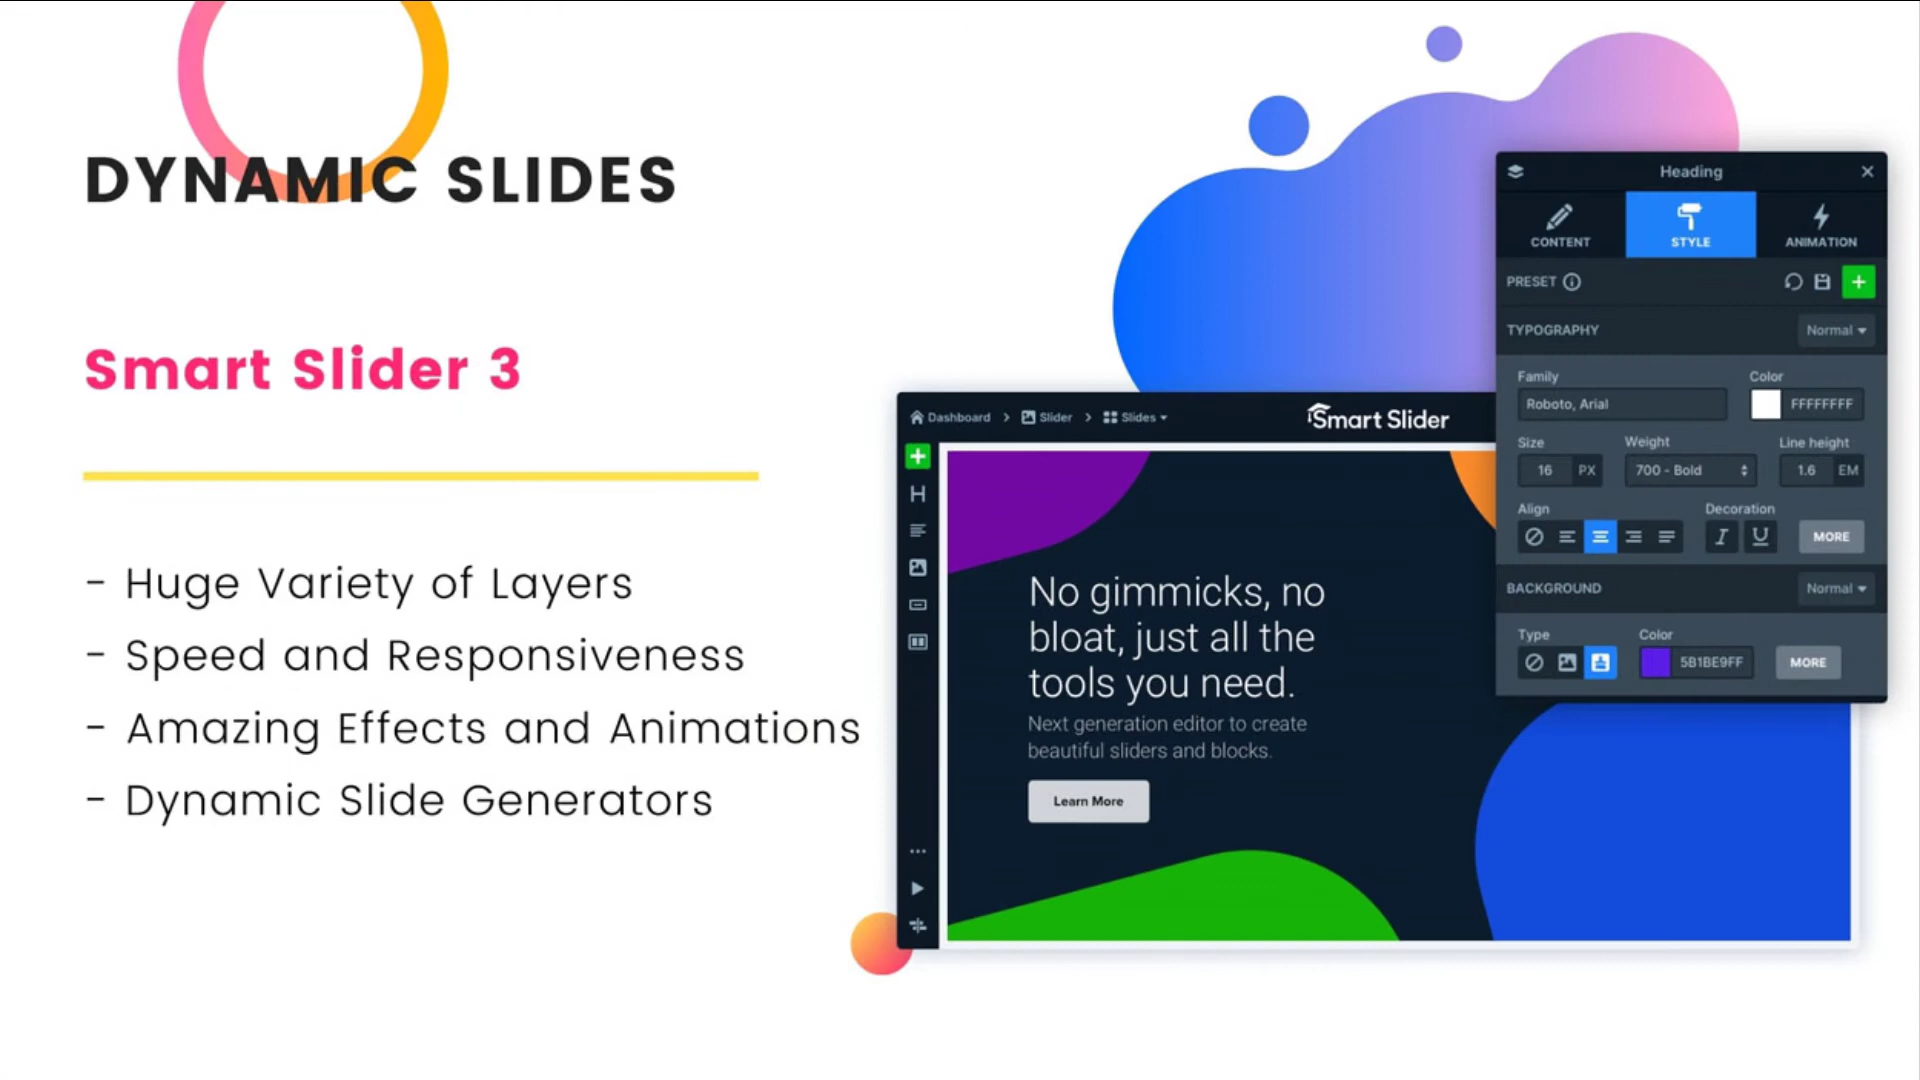 DYNAMIC SLIDES
Smart Slider 3
- Huge Variety of Layers
- Speed and Responsiveness
- Amazing Effects and Animations
- Dynamic Slide Generators
Dashboard > Slider > Slides
Smart Slider
H
No gimmicks, no
bloat, just all the
tools you need.
Next generation editor to create
beautiful sliders and blocks.
Learn More
Heading
CONTENT STYLE ANIMATION
PRESET
TYPOGRAPHY Normal
Family Color
Roboto, Arial FFFFFFFF
Size Weight Line height
16 PX 700 - Bold 1.6 EM
Align Decoration
I U MORE
BACKGROUND Normal
Type Color
5B1BE9FF MORE